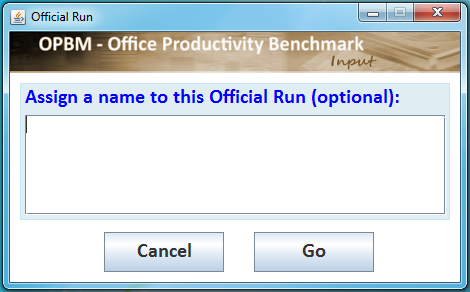 Official Run
OPBM - Office Productivity Benchmark
Input
Assign a name to this Official Run (optional):
Cancel
Go